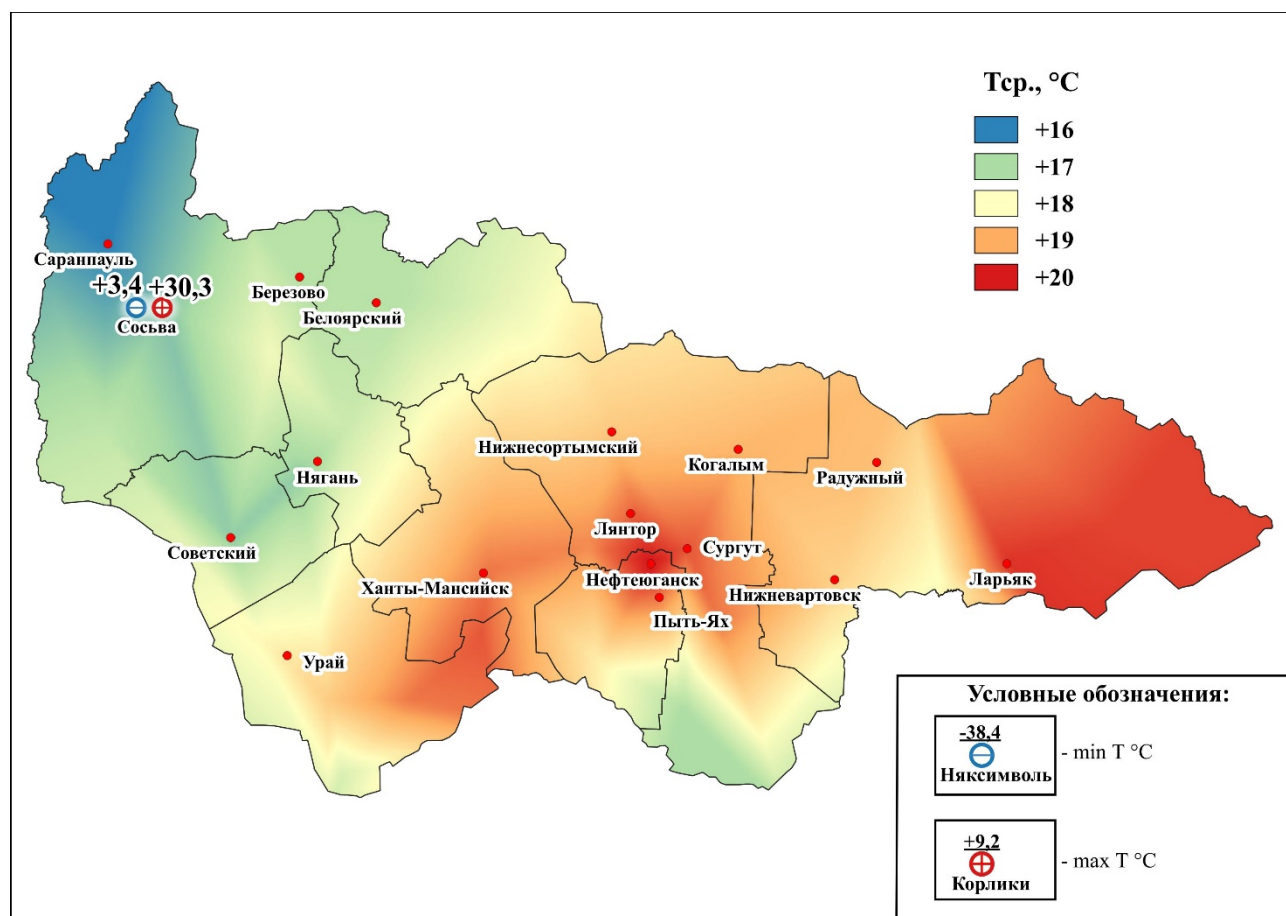 Тср., °C
+16
+17
+18
+19
+20
Саранпауль
+3,4 +30,3
Сосьва
Березово
Белоярский
Нижнесортымский
Когалым
Радужный
Нягань
Лянтор
Советский
Сургут
Ханты-Мансийск
Нефтеюганск
Нижневартовск
Ларьяк
Пыть-Ях
Урай
Условные обозначения:
-38,4
Няксимволь
- min T °C
+9,2
Корлики
- max T °C